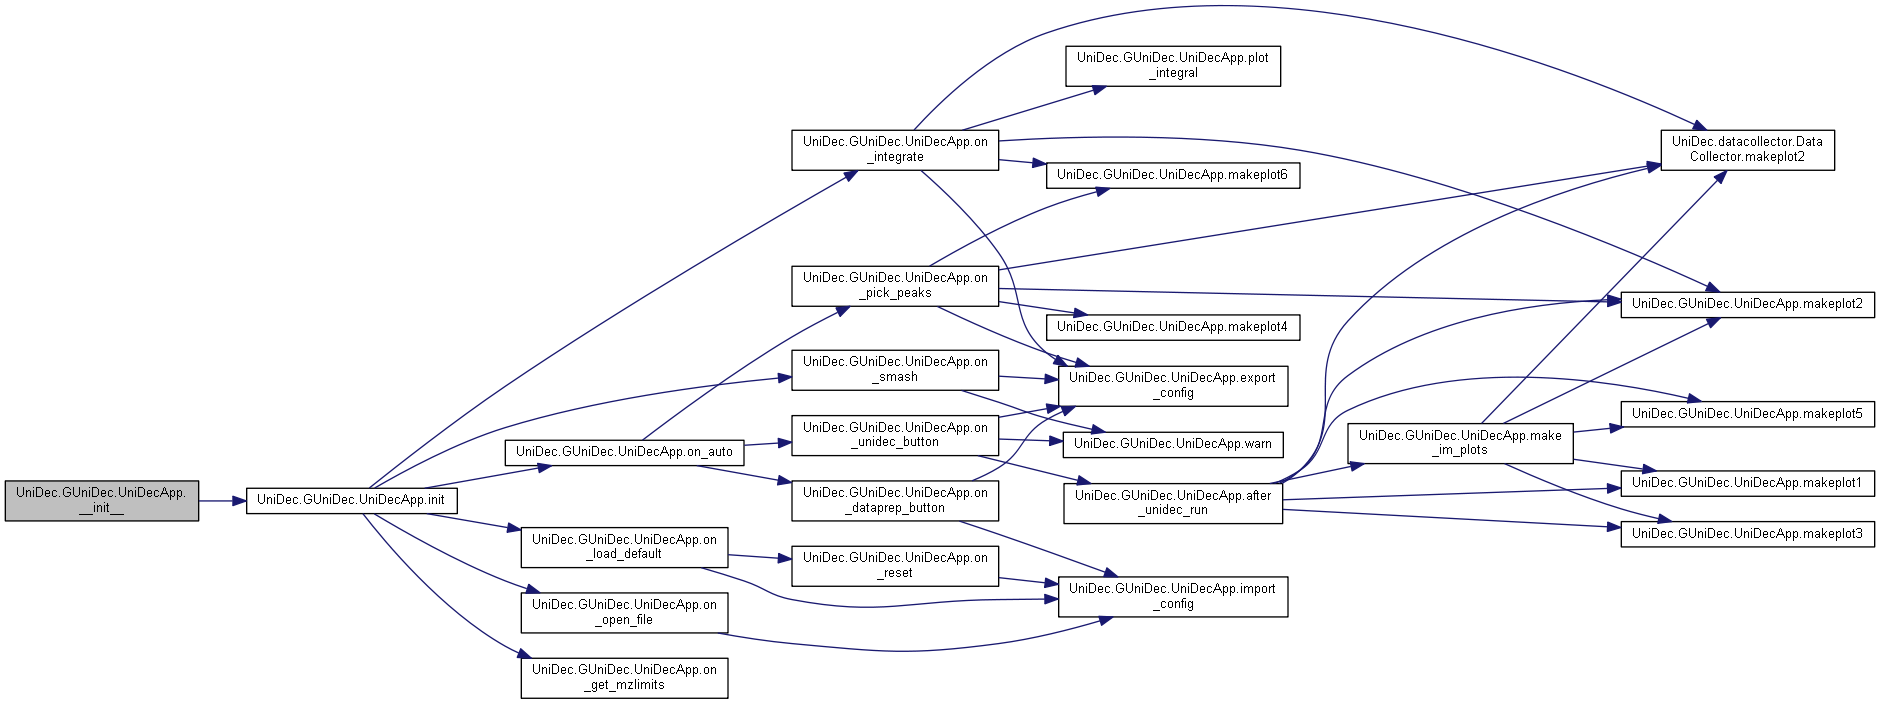 UniDec.GUniDec.UniDecApp.
__init__
UniDec.GUniDec.UniDecApp.init
UniDec.GUniDec.UniDecApp.on_auto
UniDec.GUniDec.UniDecApp.on
_load_default
UniDec.GUniDec.UniDecApp.on
_open_file
UniDec.GUniDec.UniDecApp.on
_get_mzlimits
UniDec.GUniDec.UniDecApp.on
_integrate
UniDec.GUniDec.UniDecApp.on
_pick_peaks
UniDec.GUniDec.UniDecApp.on
_smash
UniDec.GUniDec.UniDecApp.on
_unidec_button
UniDec.GUniDec.UniDecApp.on
_dataprep_button
UniDec.GUniDec.UniDecApp.on
_reset
UniDec.GUniDec.UniDecApp.plot
_integral
UniDec.GUniDec.UniDecApp.makeplot6
UniDec.GUniDec.UniDecApp.makeplot4
UniDec.GUniDec.UniDecApp.export
_config
UniDec.GUniDec.UniDecApp.warn
UniDec.GUniDec.UniDecApp.after
_unidec_run
UniDec.GUniDec.UniDecApp.import
_config
UniDec.GUniDec.UniDecApp.make
_im_plots
UniDec.datacollector.Data
Collector.makeplot2
UniDec.GUniDec.UniDecApp.makeplot2
UniDec.GUniDec.UniDecApp.makeplot5
UniDec.GUniDec.UniDecApp.makeplot1
UniDec.GUniDec.UniDecApp.makeplot3